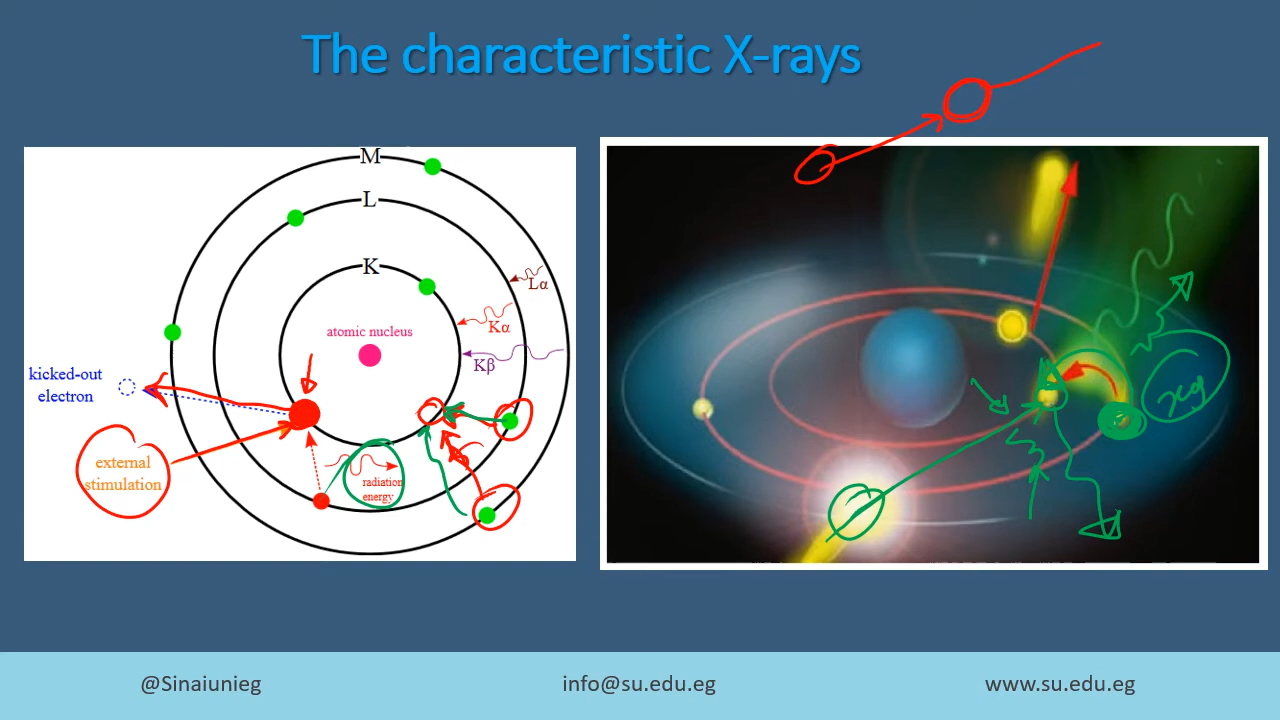 The characteristic X-rays
M
L
K
Lα
Kα
Kβ
atomic nucleus
kicked-out
electron
external
stimulation
radiation
energy
@Sinaiunieg
info@su.edu.eg
www.su.edu.eg